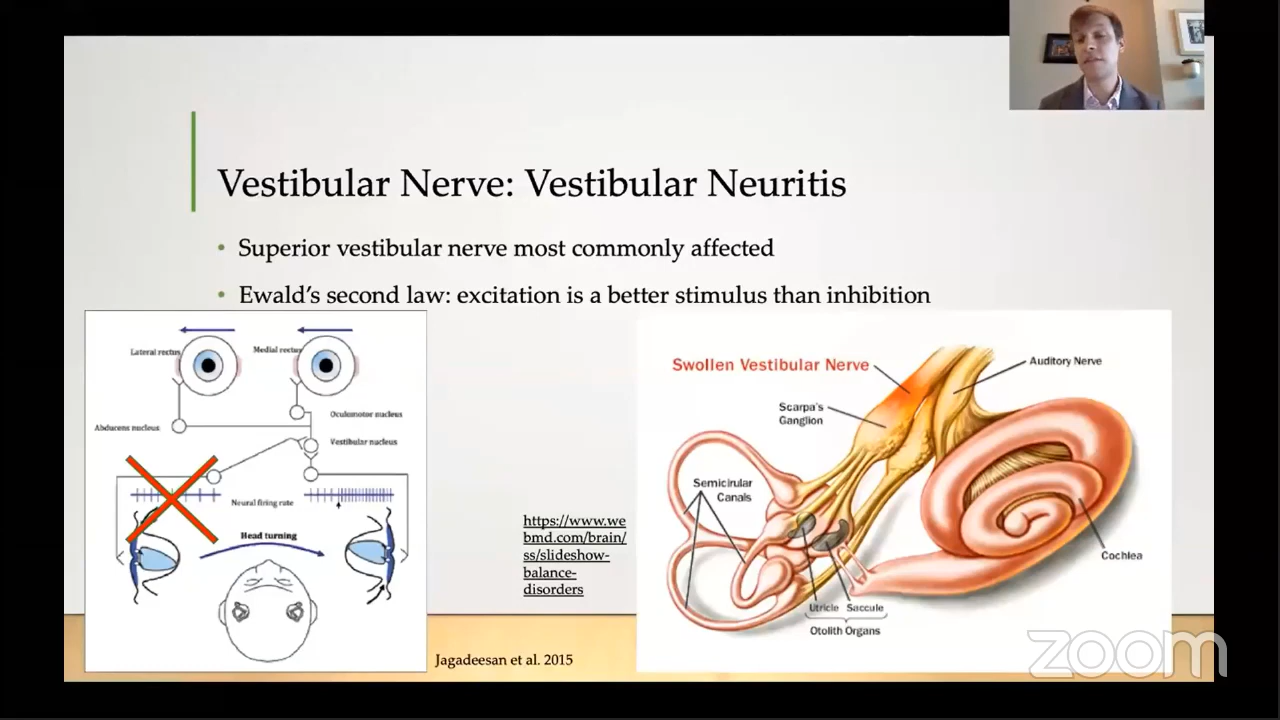 Vestibular Nerve: Vestibular Neuritis
• Superior vestibular nerve most commonly affected
• Ewald's second law: excitation is a better stimulus than inhibition
Lateral rectus
Medial rectus
Oculomotor nucleus
Abducens nucleus
Vestibular nucleus
Neural firing rate
Head turning
Jagadeesan et al. 2015
https://www.we
bmd.com/brain/
ss/slideshow-
balance-
disorders
Swollen Vestibular Nerve
Auditory Nerve
Scarpa's
Ganglion
Semicirular
Canals
Cochlea
Utricle Saccule
Otolith Organs
zoom